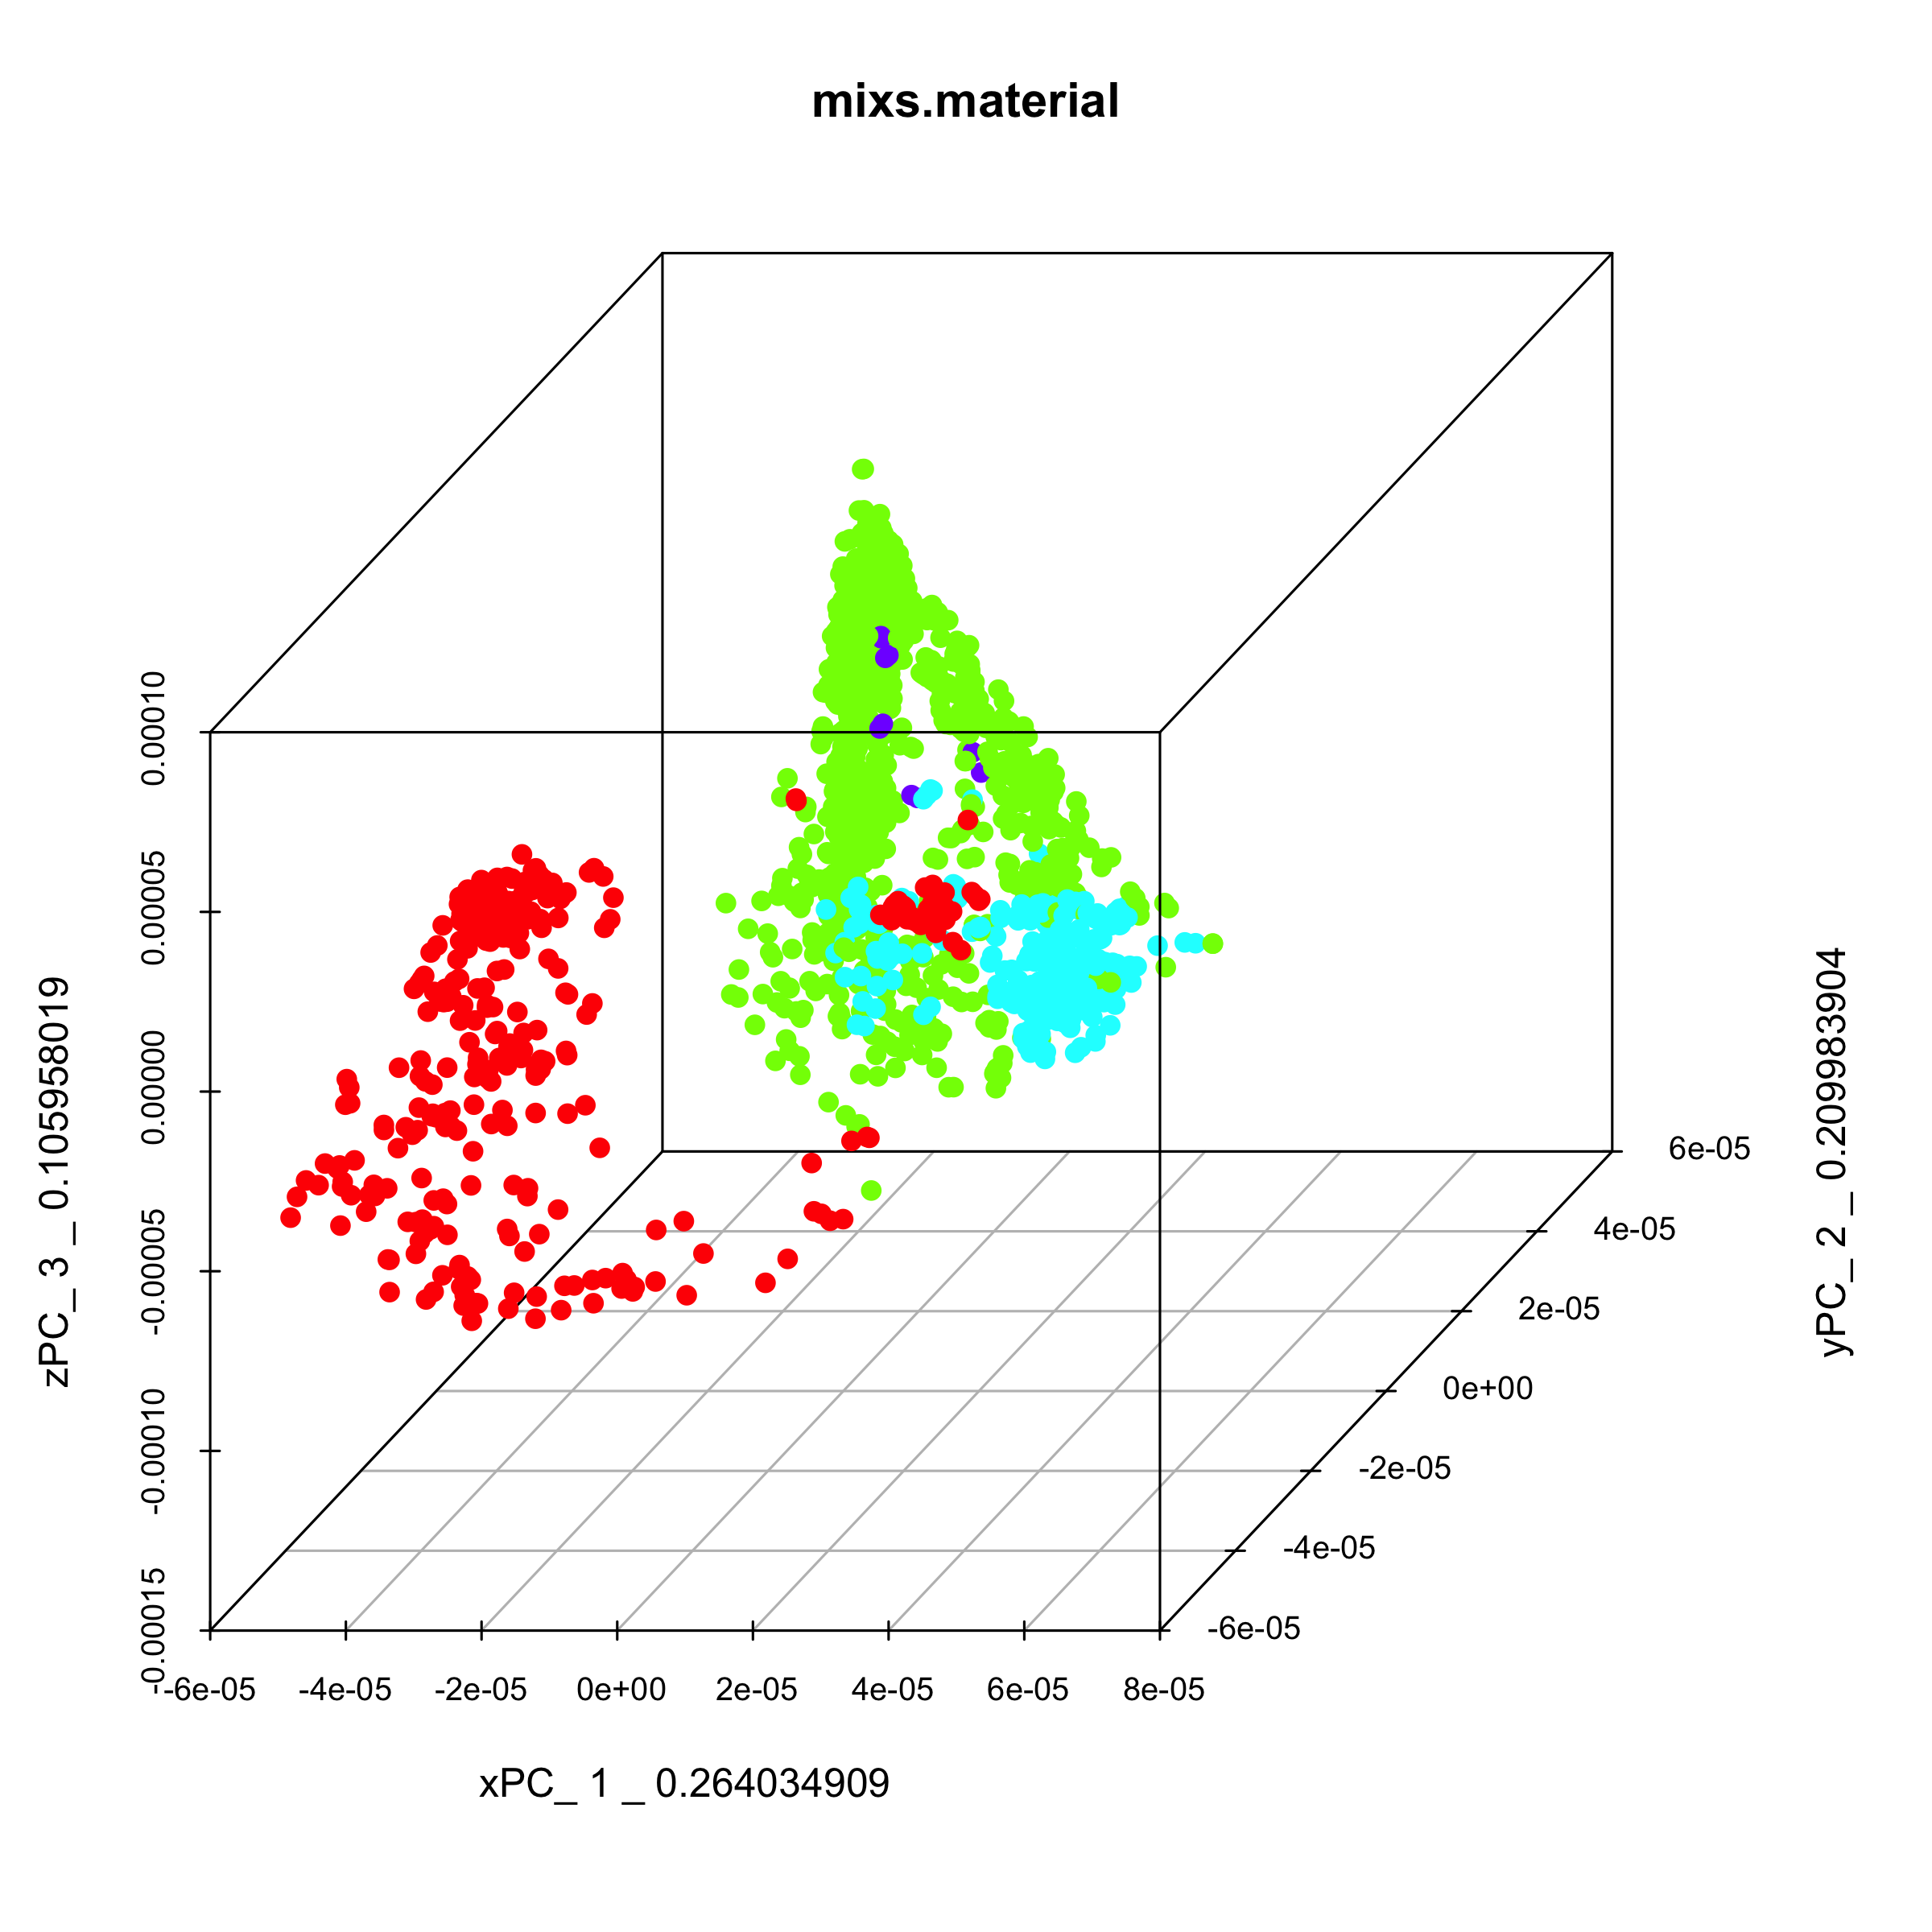 mixs.material
0.00010
0.00005
0.00000
-0.00005
-0.00010
-0.00015
zPC_ 3 _ 0.105958019
6e-05
4e-05
2e-05
0e+00
-2e-05
-4e-05
-6e-05
yPC_ 2 _ 0.209983904
-6e-05 -4e-05 -2e-05 0e+00 2e-05 4e-05 6e-05 8e-05
xPC_ 1 _ 0.264034909